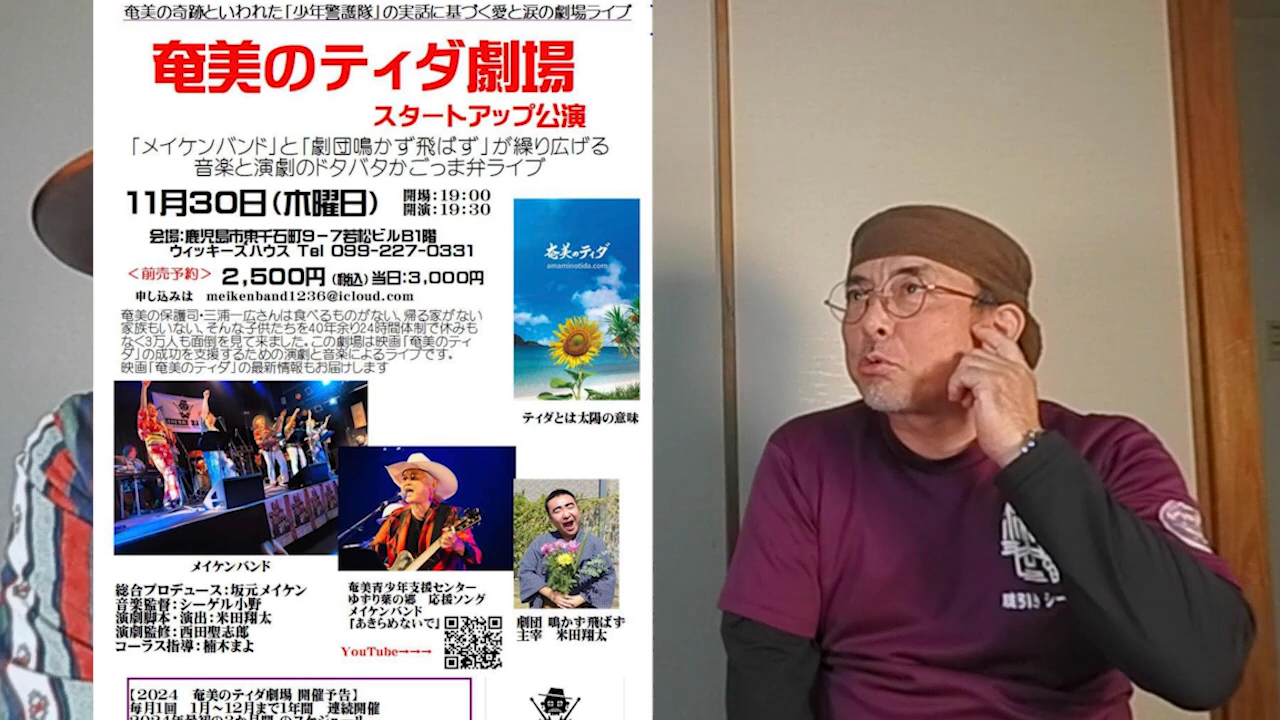 奄美の奇跡といわれた「少年警護隊」の実話に基づく愛と涙の劇場ライブ
奄美のティダ劇場
スタートアップ公演
「メイケンバンド」と「劇団鳴かず飛ばず」が繰り広げる
音楽と演劇のドタバタかごっま弁ライブ
11月30日(木曜日)
開場:19:00
開演:19:30
会場:鹿児島市東千石町9-7若松ビルB1階
ウィッキーズハウス Tel 099-227-0331
<前売予約> 2,500円 (税込) 当日:3,000円
申し込みは meikenband1236@icloud.com
奄美の保護司・三浦一広さんは食べるものがない、帰る家がない
家族もいない、そんな子供たちを40年余り24時間体制で休みも
なく3万人も面倒を見て来ました。この劇場は映画「奄美のティ
ダ」の成功を支援するための演劇と音楽によるライブです。
映画「奄美のティダ」の最新情報もお届けします
奄美のティダ
amaminotida.com
ティダとは太陽の意味
メイケンバンド
総合プロデュース:坂元メイケン
音楽監督:シーゲル小野
演劇脚本・演出:米田翔太
演劇監修:西田聖志郎
コーラス指導:楠木まよ
奄美青少年支援センター
ゆずり葉の郷 応援ソング
メイケンバンド
「あきらめないで」
YouTube→→→
劇団 鳴かず飛ばず
主宰 米田翔太
【2024 奄美のティダ劇場 開催予告】
毎月1回 1月～12月まで1年間 連続開催
2024年最初の3か月間のスケジュール